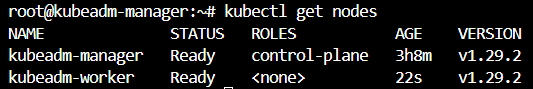 root@kubeadm-manager:~# kubectl get nodes
NAME STATUS ROLES AGE VERSION
kubeadm-manager Ready control-plane 3h8m v1.29.2
kubeadm-worker Ready <none> 22s v1.29.2